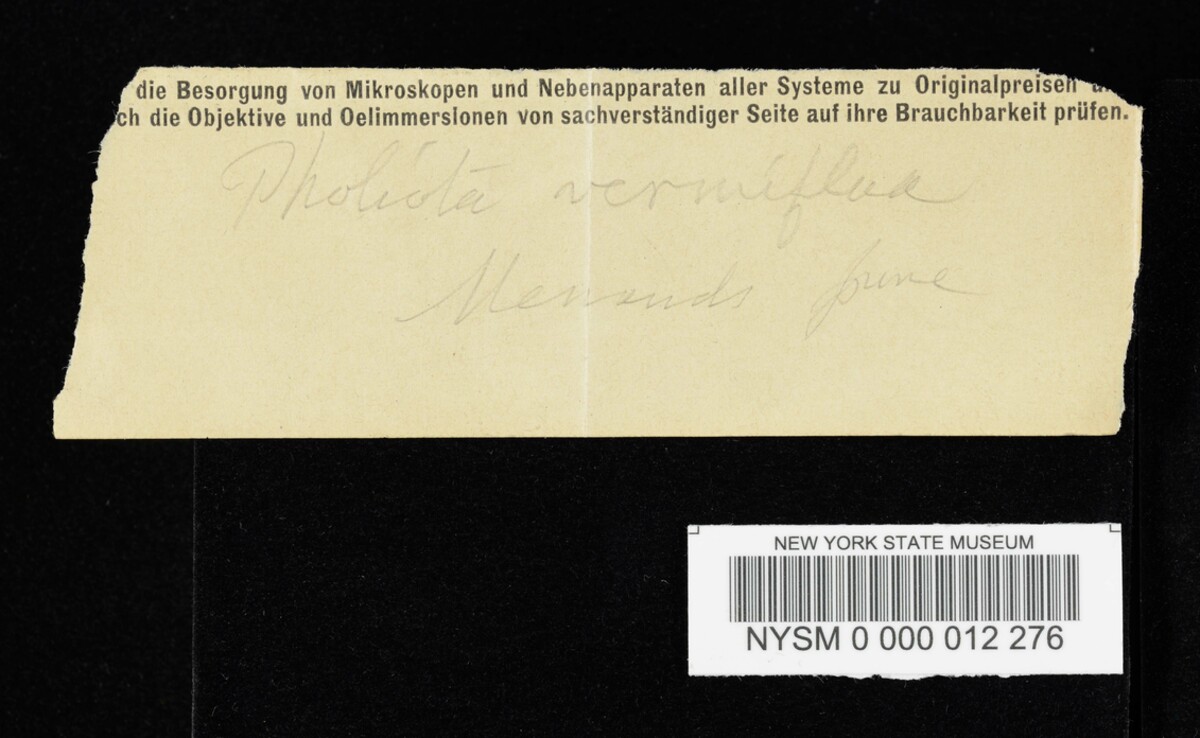 die Besorgung von Mikroskopen und Nebenapparaten aller Systeme zu Originalpreisen
ch die Objektive und Oelimmersionen von sachverständiger Seite auf ihre Brauchbarkeit prüfen.
Pholiota vermiflua
Menands June
NEW YORK STATE MUSEUM
NYSM 0 000 012 276